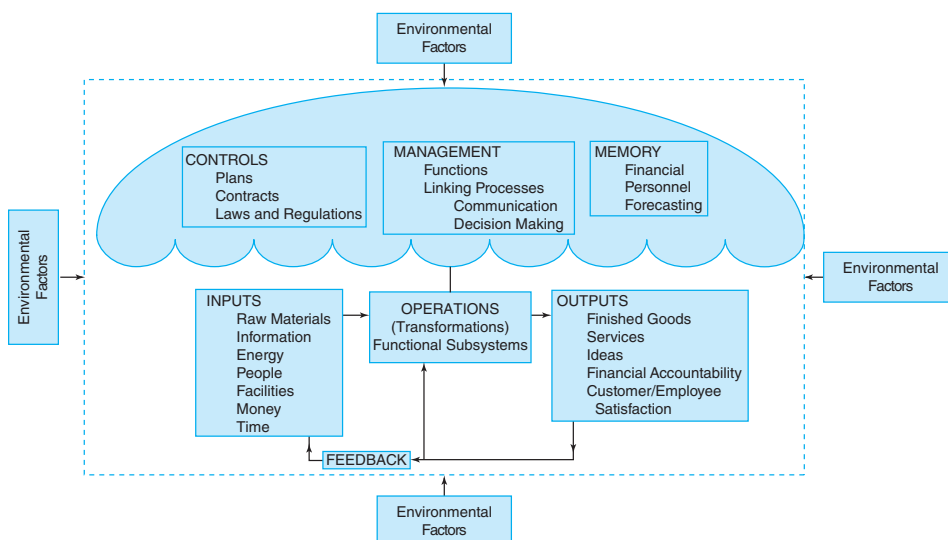 Environmental
Factors
CONTROLS
Plans
Contracts
Laws and Regulations
MANAGEMENT
Functions
Linking Processes
Communication
Decision Making
MEMORY
Financial
Personnel
Forecasting
Environmental
Factors
Environmental
Factors
INPUTS
Raw Materials
Information
Energy
People
Facilities
Money
Time
OPERATIONS
(Transformations)
Functional Subsystems
OUTPUTS
Finished Goods
Services
Ideas
Financial Accountability
Customer/Employee
Satisfaction
FEEDBACK
Environmental
Factors